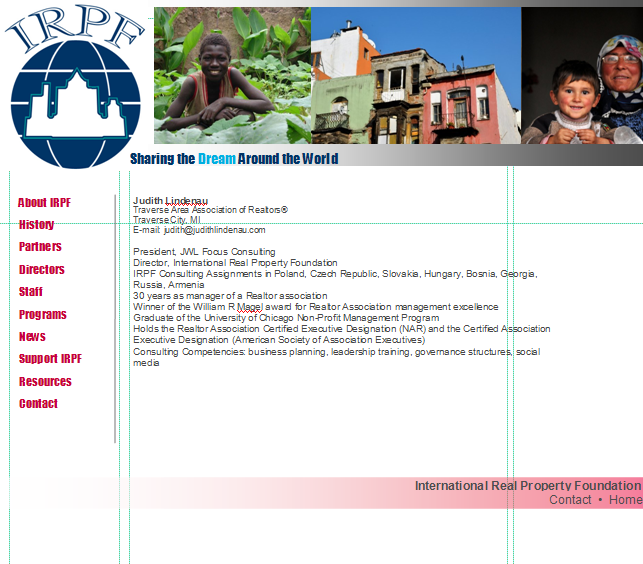 IRPF
Sharing the Dream Around the World
About IRPF
History
Partners
Directors
Staff
Programs
News
Support IRPF
Resources
Contact
Judith Lindenau
Traverse Area Association of Realtors®
Traverse City, MI
E-mail: judith@judithlindenau.com
President, JWL Focus Consulting
Director, International Real Property Foundation
IRPF Consulting Assignments in Poland, Czech Republic, Slovakia, Hungary, Bosnia, Georgia,
Russia, Armenia
30 years as manager of a Realtor association
Winner of the William R Magel award for Realtor Association management excellence
Graduate of the University of Chicago Non-Profit Management Program
Holds the Realtor Association Certified Executive Designation (NAR) and the Certified Association
Executive Designation (American Society of Association Executives)
Consulting Competencies: business planning, leadership training, governance structures, social
media
International Real Property Foundation
Contact • Home